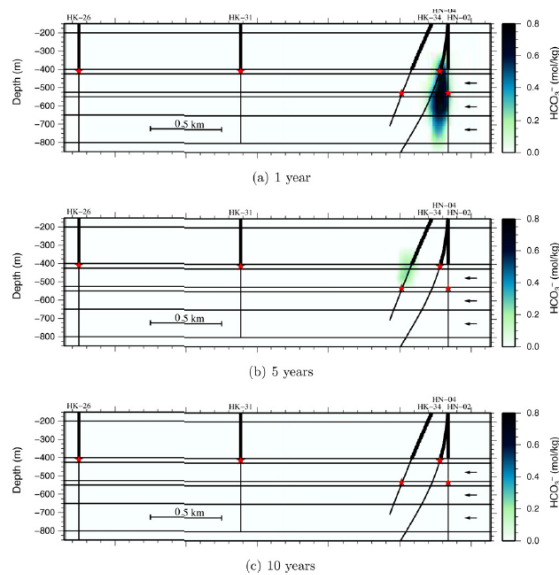 HN-04
HK-26 HK-31 HK-34 HN-02
-200
-300
-400
-500
-600
-700
-800
Depth (m)
0.5 km
0.8
0.6
0.4
0.2
0.0
HCO₃⁻ (mol/kg)
(a) 1 year
HN-04
HK-26 HK-31 HK-34 HN-02
-200
-300
-400
-500
-600
-700
-800
Depth (m)
0.5 km
0.8
0.6
0.4
0.2
0.0
HCO₃⁻ (mol/kg)
(b) 5 years
HN-04
HK-26 HK-31 HK-34 HN-02
-200
-300
-400
-500
-600
-700
-800
Depth (m)
0.5 km
0.8
0.6
0.4
0.2
0.0
HCO₃⁻ (mol/kg)
(c) 10 years